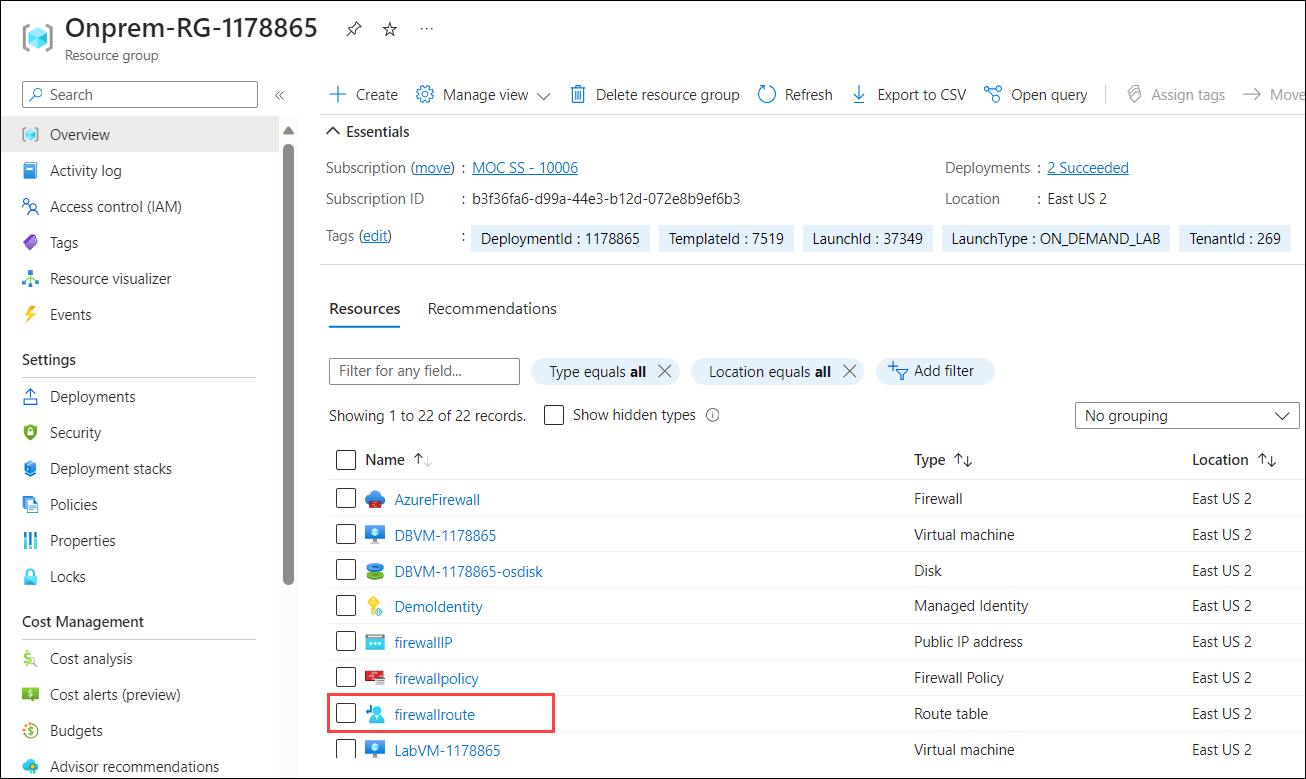 Onprem-RG-1178865
Resource group
Search
Create Manage view Delete resource group Refresh Export to CSV Open query Assign tags Move
Overview
Activity log
Access control (IAM)
Tags
Resource visualizer
Events
Settings
Deployments
Security
Deployment stacks
Policies
Properties
Locks
Cost Management
Cost analysis
Cost alerts (preview)
Budgets
Advisor recommendations
Essentials
Subscription (move) : MOC SS - 10006 Deployments : 2 Succeeded
Subscription ID : b3f36fa6-d99a-44e3-b12d-072e8b9ef6b3 Location : East US 2
Tags (edit) : DeploymentId : 1178865 TemplateId : 7519 LaunchId : 37349 LaunchType : ON_DEMAND_LAB TenantId : 269
Resources Recommendations
Filter for any field... Type equals all Location equals all Add filter
Showing 1 to 22 of 22 records. Show hidden types No grouping
Name Type Location
AzureFirewall Firewall East US 2
DBVM-1178865 Virtual machine East US 2
DBVM-1178865-osdisk Disk East US 2
DemoIdentity Managed Identity East US 2
firewallIP Public IP address East US 2
firewallpolicy Firewall Policy East US 2
firewallroute Route table East US 2
LabVM-1178865 Virtual machine East US 2